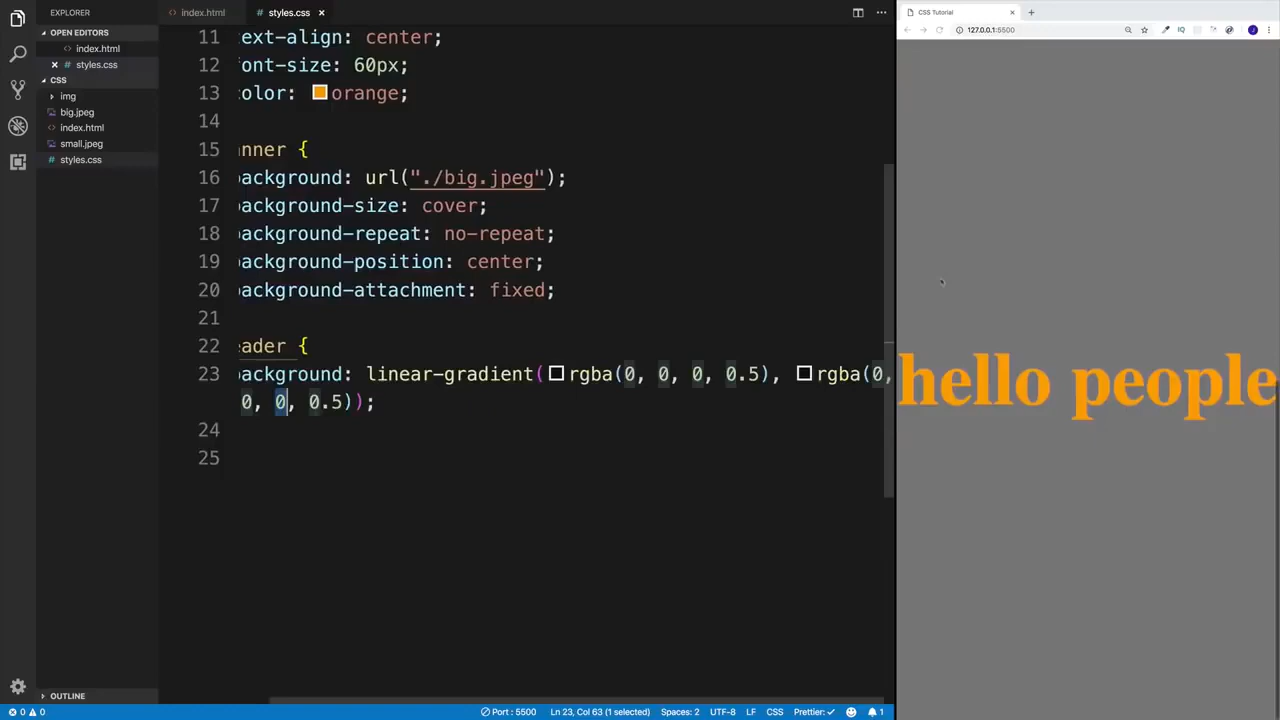 EXPLORER
OPEN EDITORS
index.html
styles.css
CSS
img
big.jpeg
index.html
small.jpeg
styles.css
OUTLINE
index.html
styles.css
11 ext-align: center;
12 ont-size: 60px;
13 olor: orange;
14
15 nner {
16 ackground: url("./big.jpeg");
17 ackground-size: cover;
18 ackground-repeat: no-repeat;
19 ackground-position: center;
20 ackground-attachment: fixed;
21
22 eader {
23 ackground: linear-gradient(rgba(0, 0, 0, 0.5), rgba(0,
0, 0, 0.5));
24
25
0 0
Port : 5500 Ln 23, Col 63 (1 selected) Spaces: 2 UTF-8 LF CSS Prettier: 1
CSS Tutorial
127.0.0.1:5500
IQ J
hello people